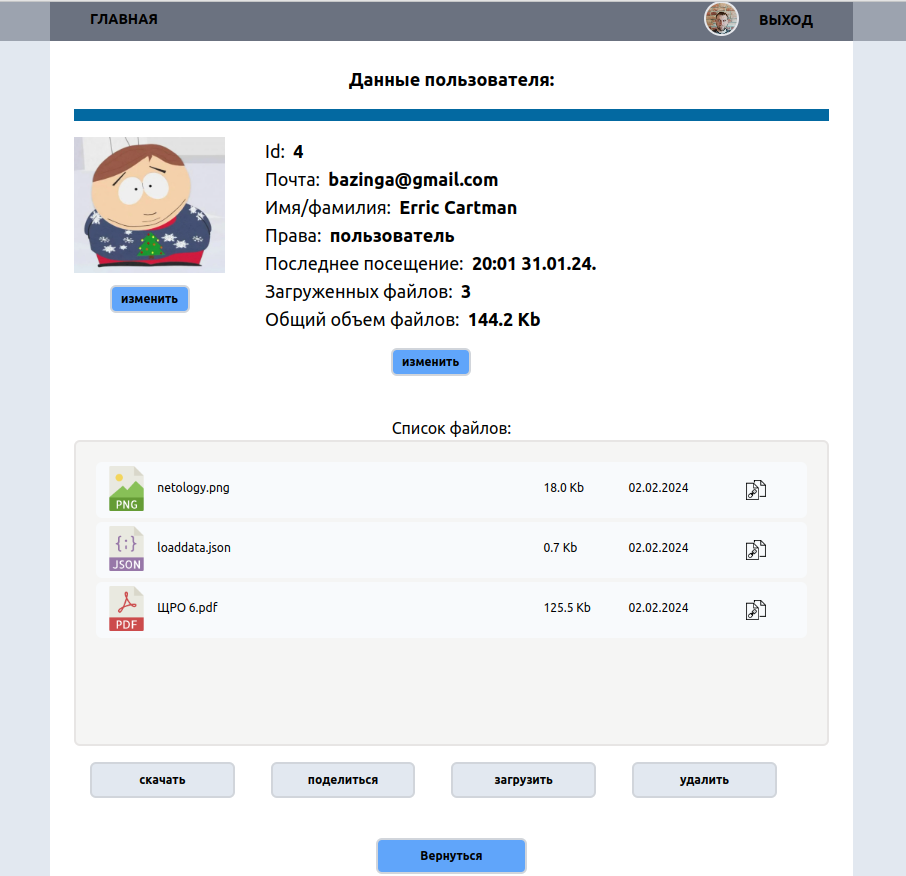 ГЛАВНАЯ ВЫХОД
Данные пользователя:
Id: 4
Почта: bazinga@gmail.com
Имя/фамилия: Erric Cartman
Права: пользователь
Последнее посещение: 20:01 31.01.24.
Загруженных файлов: 3
Общий объем файлов: 144.2 Kb
изменить
изменить
Список файлов:
PNG netology.png 18.0 Kb 02.02.2024
{;} JSON loaddata.json 0.7 Kb 02.02.2024
PDF ЩРО 6.pdf 125.5 Kb 02.02.2024
скачать поделиться загрузить удалить
Вернуться